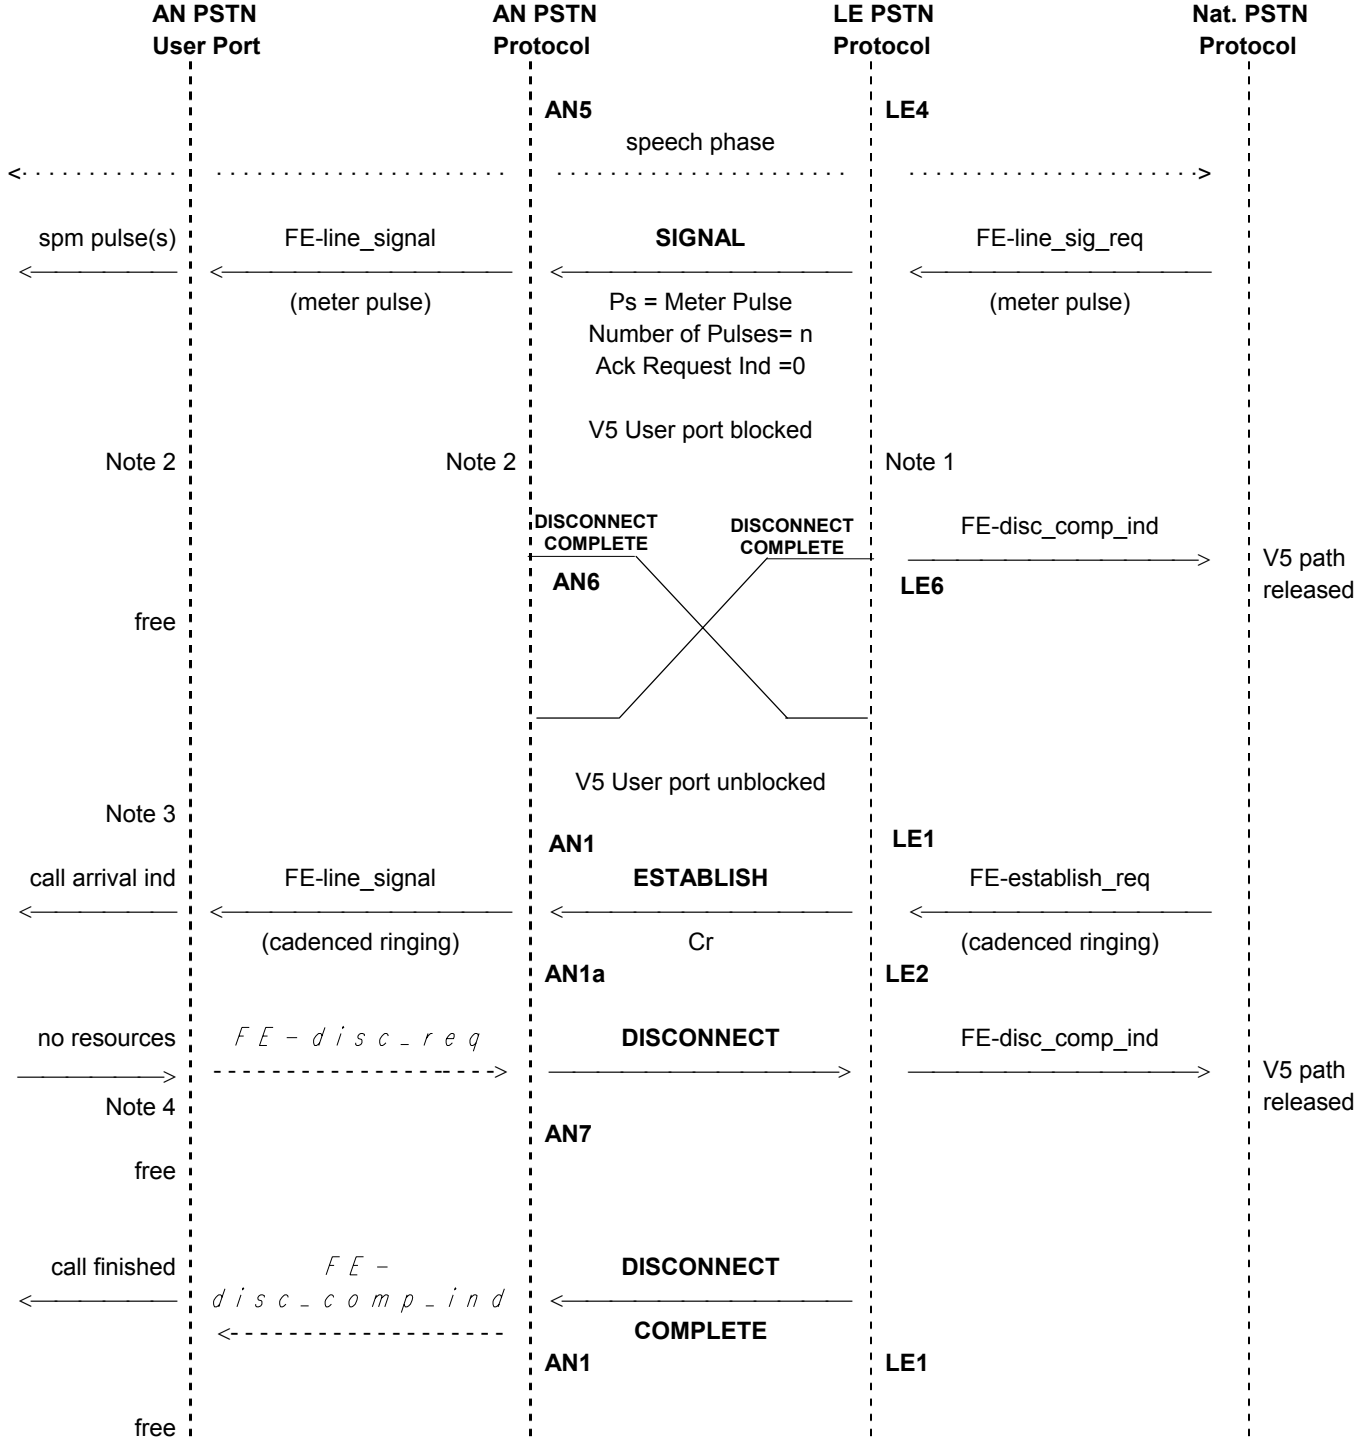 AN PSTN AN PSTN LE PSTN Nat. PSTN
User Port Protocol Protocol Protocol
AN5 LE4
speech phase
spm pulse(s) FE-line_signal SIGNAL FE-line_sig_req
(meter pulse) Ps = Meter Pulse (meter pulse)
Number of Pulses= n
Ack Request Ind =0
V5 User port blocked
Note 2 Note 2 Note 1
DISCONNECT DISCONNECT FE-disc_comp_ind
COMPLETE COMPLETE V5 path
AN6 LE6 released
free
V5 User port unblocked
Note 3
AN1 LE1
call arrival ind FE-line_signal ESTABLISH FE-establish_req
(cadenced ringing) Cr (cadenced ringing)
AN1a LE2
no resources FE-disc_req DISCONNECT FE-disc_comp_ind
V5 path
Note 4 released
AN7
free
call finished FE- DISCONNECT
disc_comp_ind
COMPLETE
AN1 LE1
free